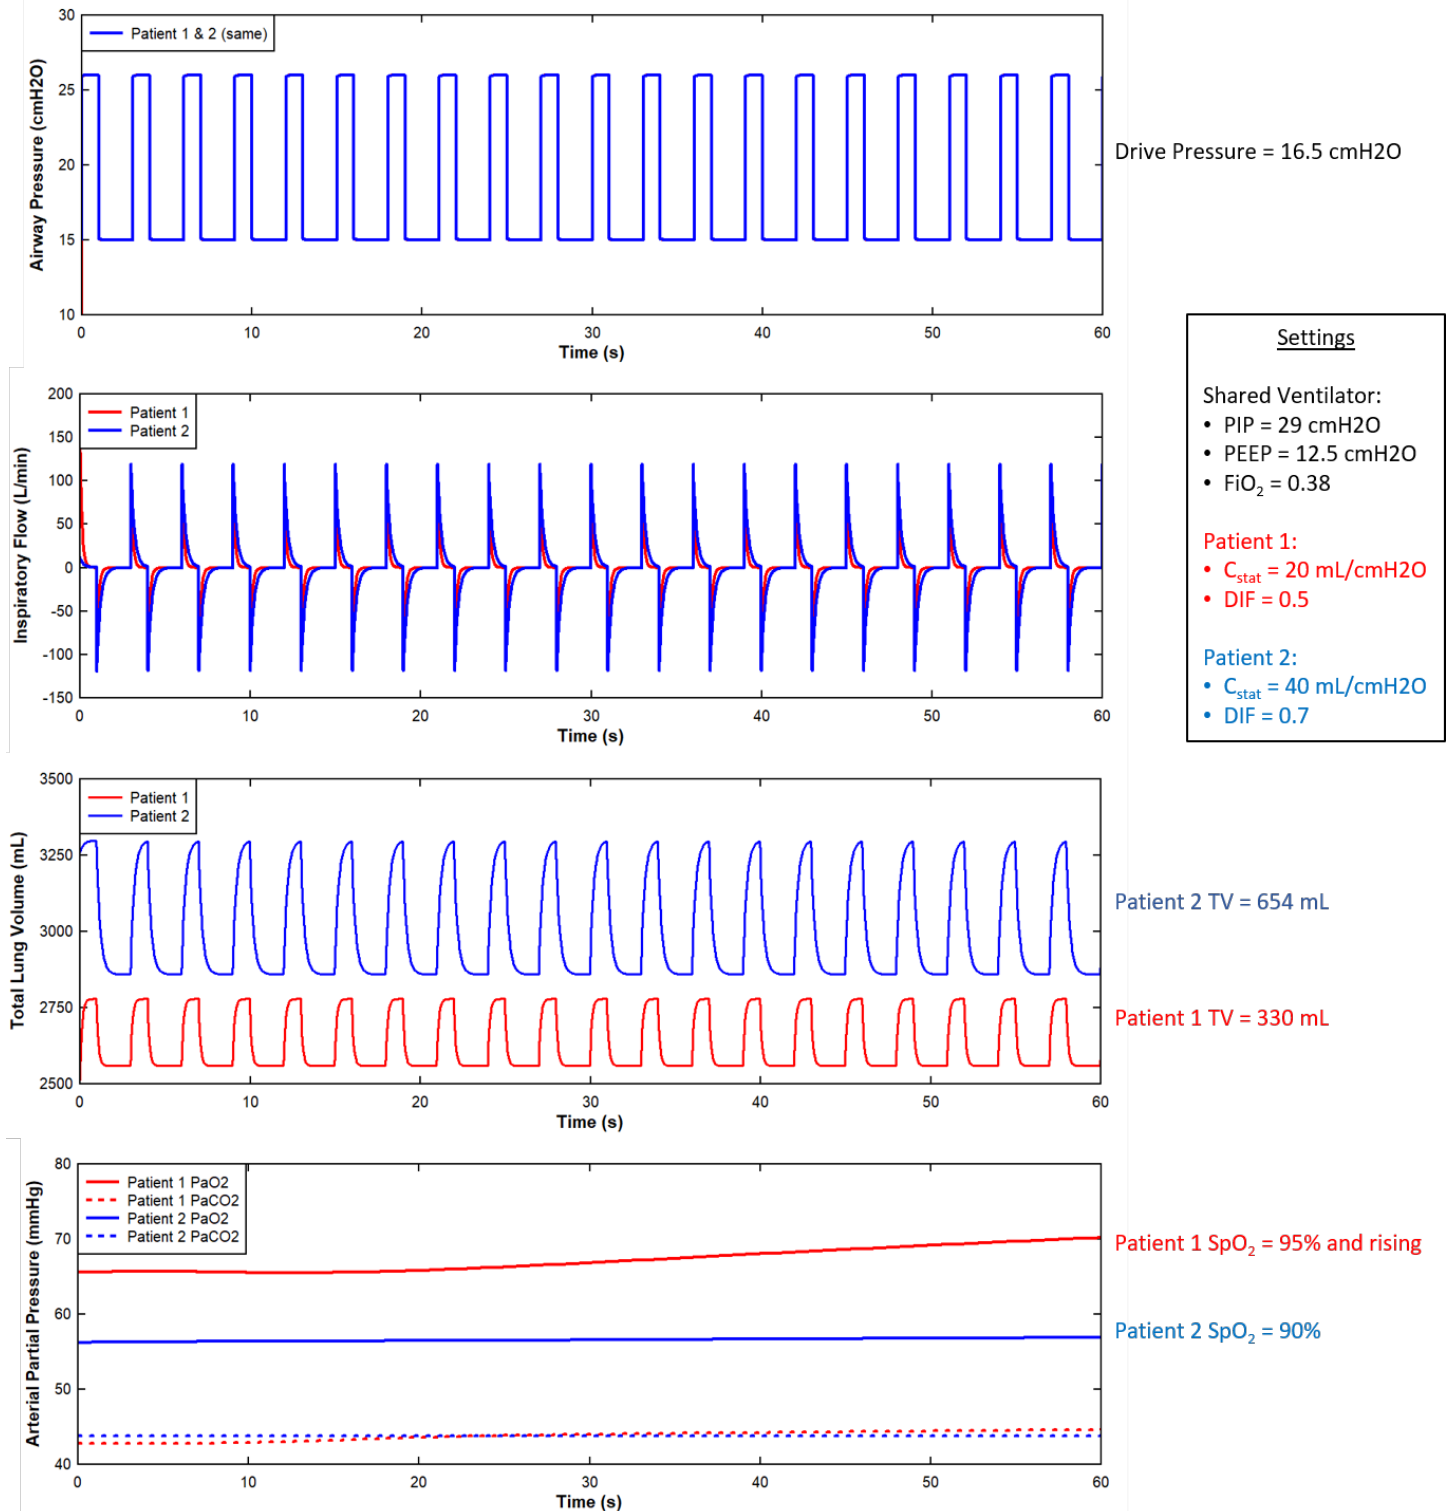 30
25
20
15
10
Airway Pressure (cmH2O)
Patient 1 & 2 (same)
0
10
20
30
40
50
60
Time (s)
Drive Pressure = 16.5 cmH2O
200
150
100
50
0
-50
-100
-150
Inspiratory Flow (L/min)
Patient 1
Patient 2
0
10
20
30
40
50
60
Time (s)
Settings
Shared Ventilator:
• PIP = 29 cmH2O
• PEEP = 12.5 cmH2O
• FiO2 = 0.38
Patient 1:
• Cstat = 20 mL/cmH2O
• DIF = 0.5
Patient 2:
• Cstat = 40 mL/cmH2O
• DIF = 0.7
3500
3250
3000
2750
2500
Total Lung Volume (mL)
Patient 1
Patient 2
0
10
20
30
40
50
60
Time (s)
Patient 2 TV = 654 mL
Patient 1 TV = 330 mL
80
70
60
50
40
Arterial Partial Pressure (mmHg)
Patient 1 PaO2
Patient 1 PaCO2
Patient 2 PaO2
Patient 2 PaCO2
0
10
20
30
40
50
60
Time (s)
Patient 1 SpO2 = 95% and rising
Patient 2 SpO2 = 90%